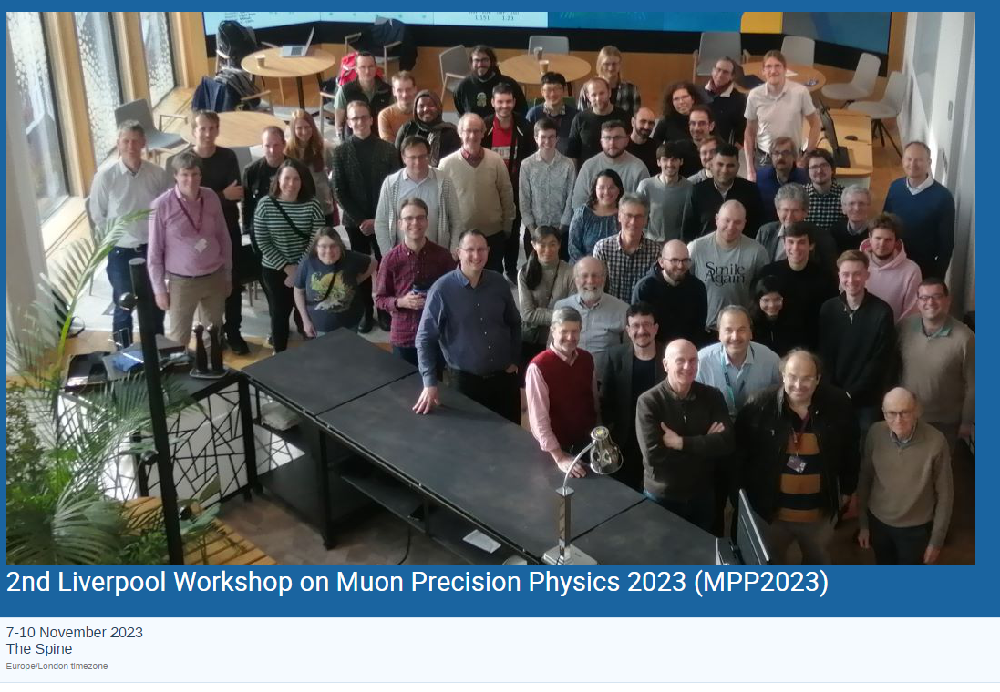 Smile
Again
2nd Liverpool Workshop on Muon Precision Physics 2023 (MPP2023)
7-10 November 2023
The Spine
Europe/London timezone